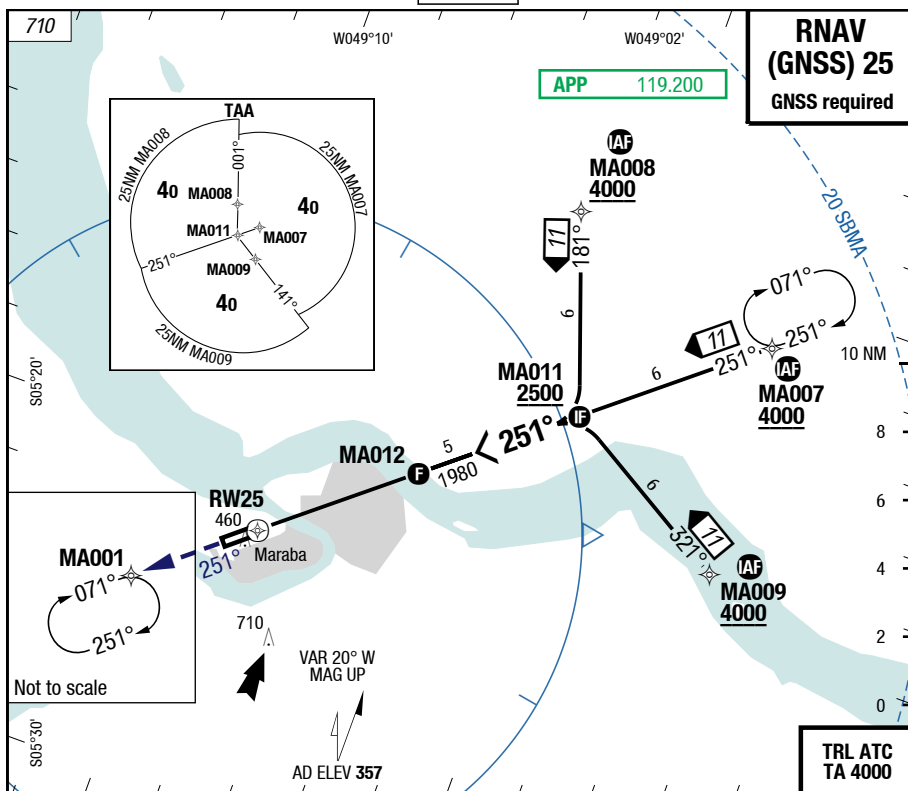 710
W049°10'
W049°02'
RNAV
(GNSS) 25
GNSS required
APP 119.200
TAA
25NM MA008
25NM MA007
25NM MA009
001°
40
40
40
MA008
MA011
MA007
MA009
251°
141°
IAF
MA008
4000
11
181°
6
20 SBMA
071°
251°
11
251°
6
IAF
MA007
4000
10 NM
8
6
4
2
0
S05°20'
MA011
2500
IF
251°
5
1980
MA012
F
6
11
321°
IAF
MA009
4000
RW25
460
Maraba
251°
MA001
071°
251°
Not to scale
710
VAR 20° W
MAG UP
S05°30'
AD ELEV 357
TRL ATC
TA 4000